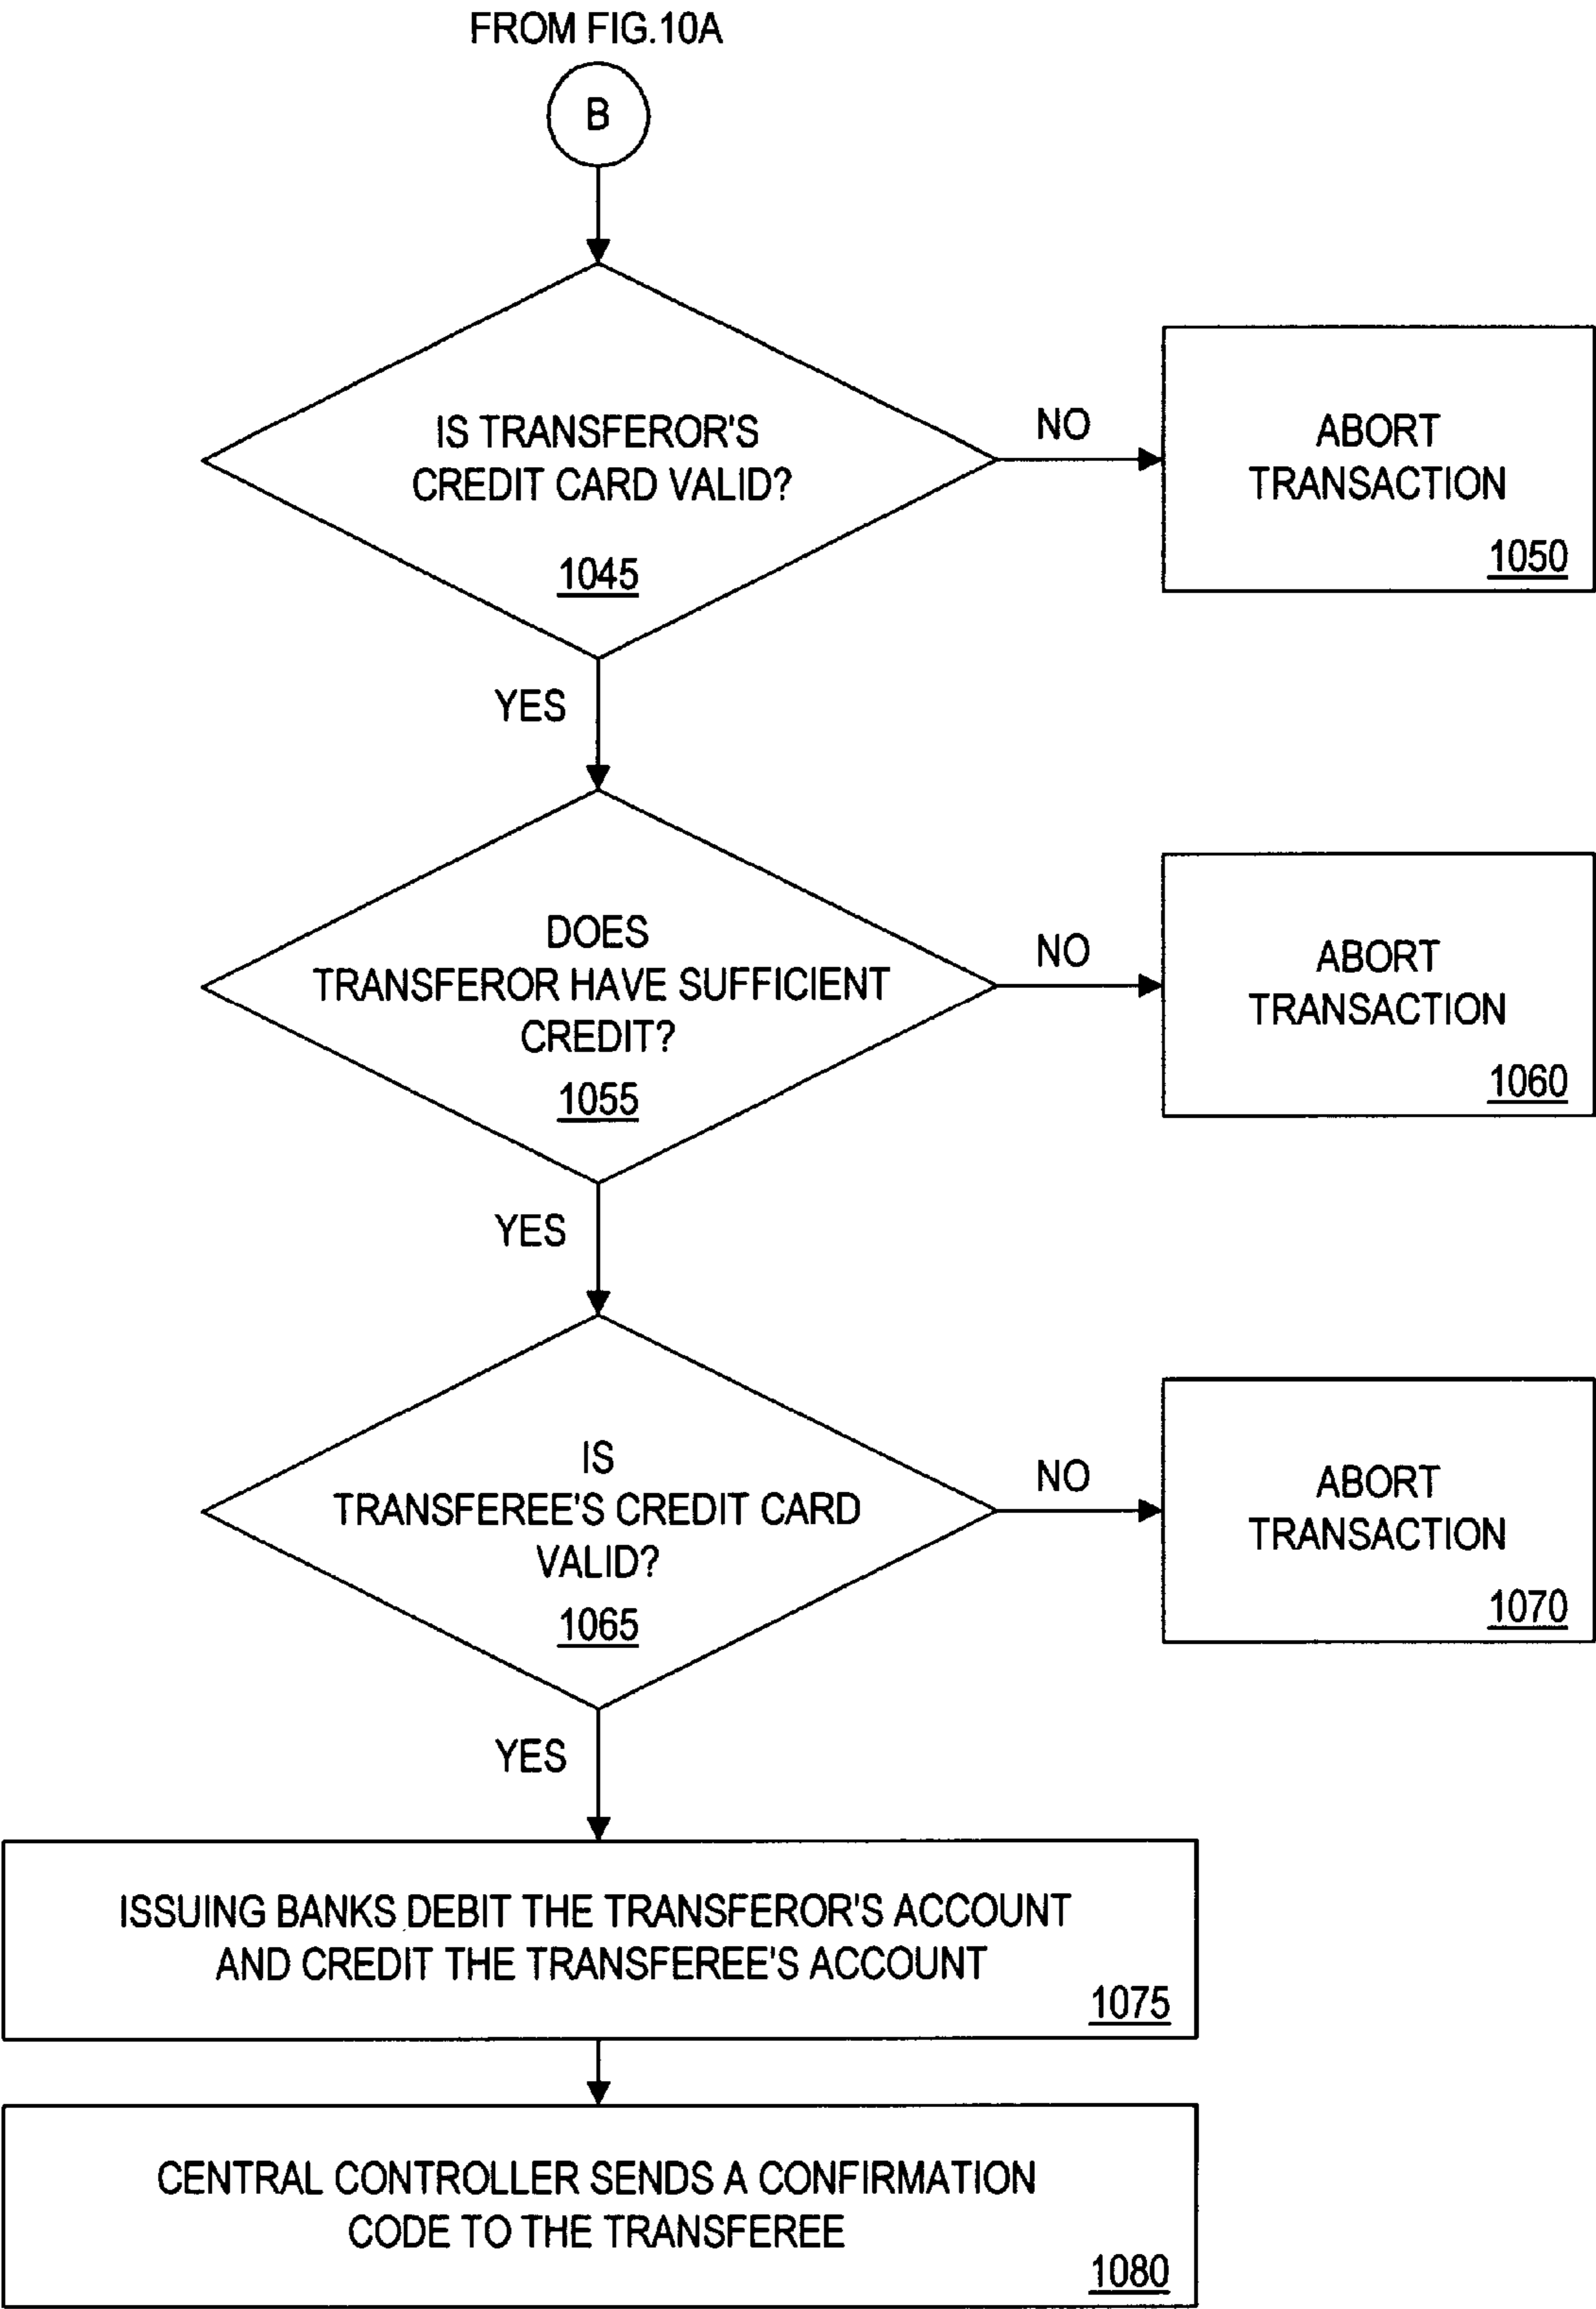 FROM FIG.10A
B
IS TRANSFEROR'S
CREDIT CARD VALID?
1045
NO
ABORT
TRANSACTION
1050
YES
DOES
TRANSFEROR HAVE SUFFICIENT
CREDIT?
1055
NO
ABORT
TRANSACTION
1060
YES
IS
TRANSFEREE'S CREDIT CARD
VALID?
1065
NO
ABORT
TRANSACTION
1070
YES
ISSUING BANKS DEBIT THE TRANSFEROR'S ACCOUNT
AND CREDIT THE TRANSFEREE'S ACCOUNT
1075
CENTRAL CONTROLLER SENDS A CONFIRMATION
CODE TO THE TRANSFEREE
1080